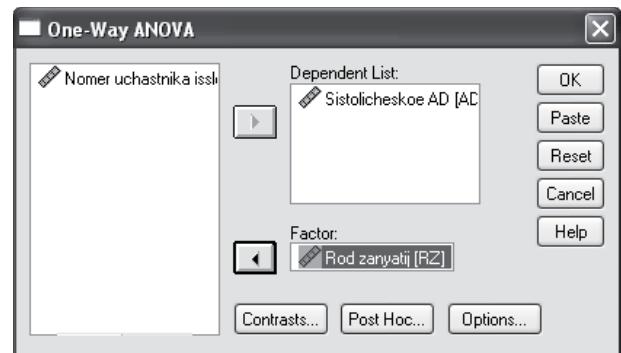 One-Way ANOVA
Nomer uchastnika issl
Dependent List:
Sistolicheskoe AD [AD
Factor:
Rod zanyatij [RZ]
OK
Paste
Reset
Cancel
Help
Contrasts... Post Hoc... Options...